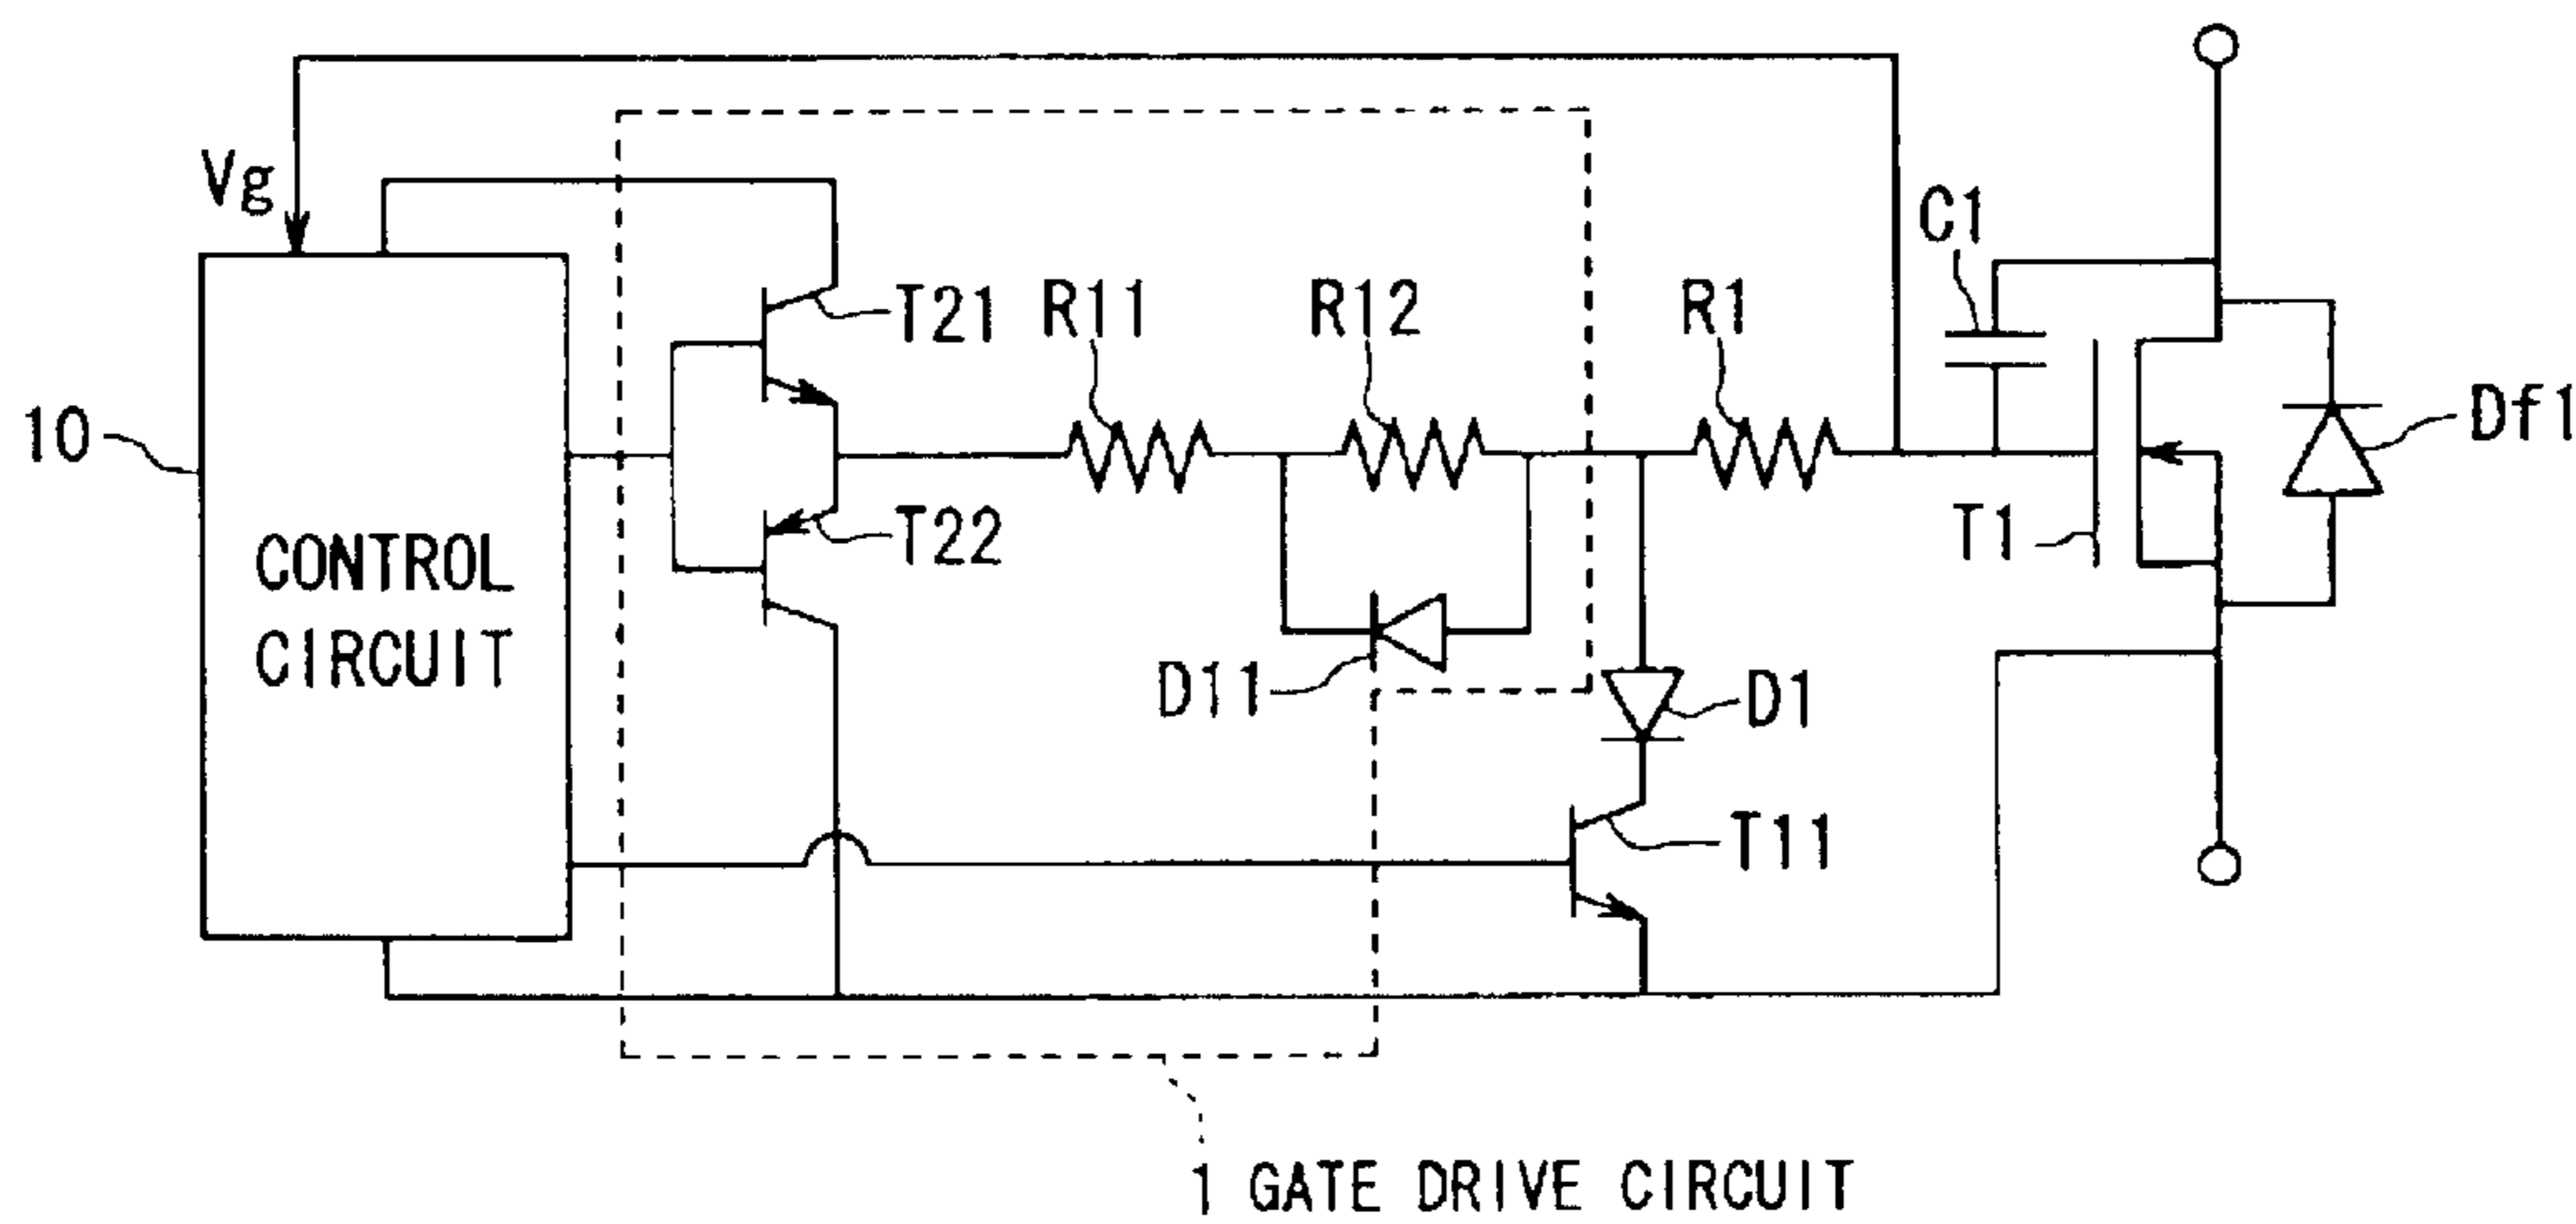 Vg
C1
T21
R11
R12
R1
Df1
10
T22
T1
CONTROL
CIRCUIT
D11
D1
T11
1 GATE DRIVE CIRCUIT